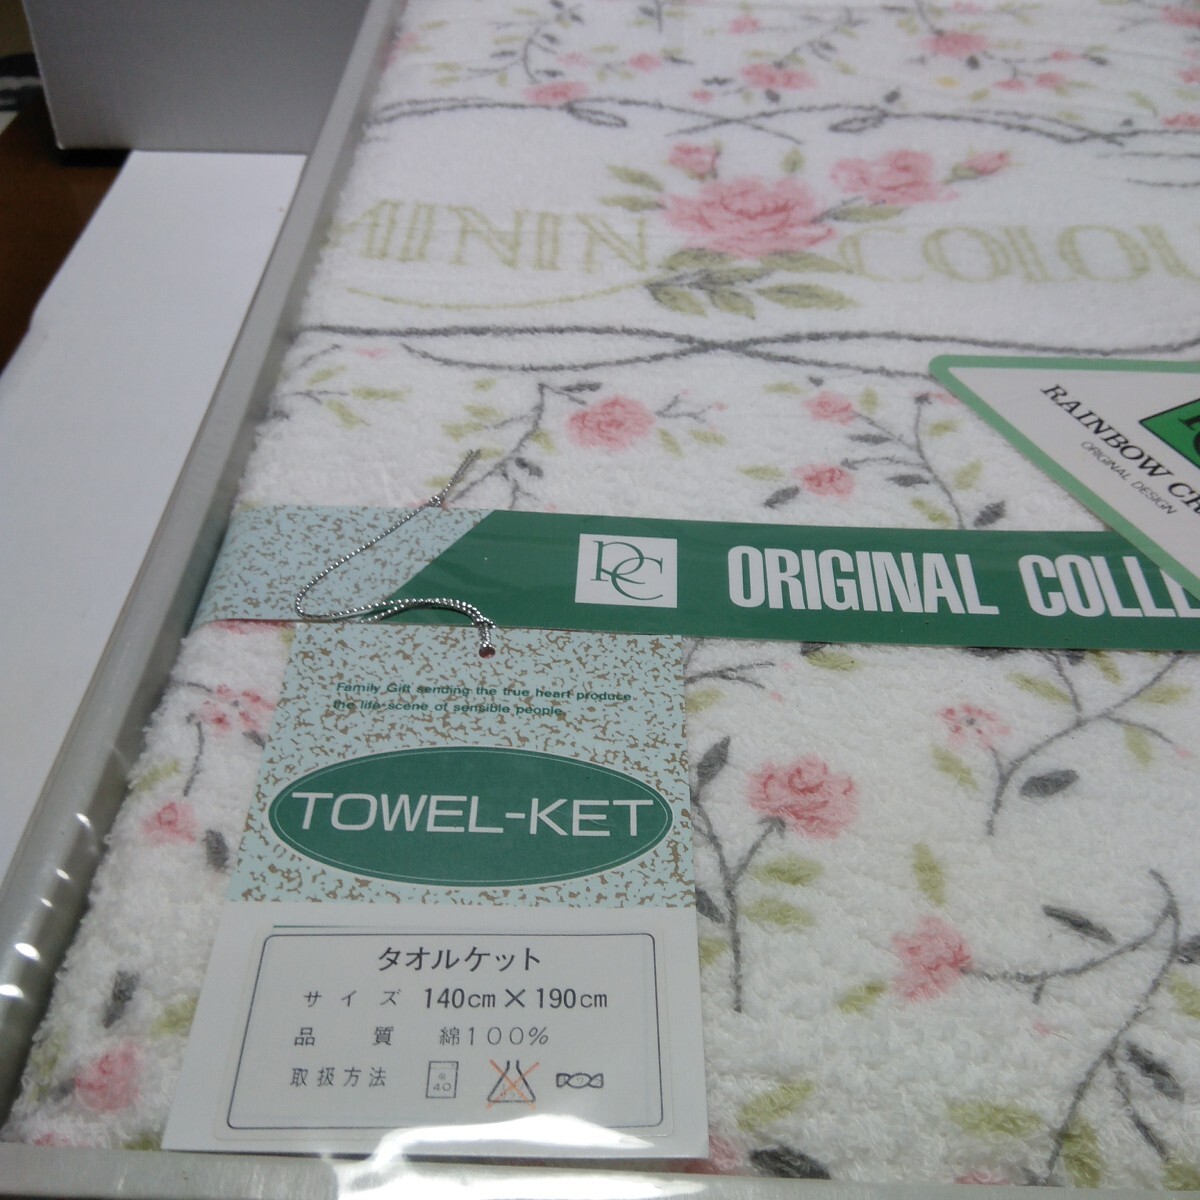 RAINBOW
ORIGINAL DESIGN
ORIGINAL
Family Gift sending the true heart produce
the life-scene of sensible people.
TOWEL-KET
タオルケット
サイズ 140cm×190cm
品質 綿100%
取扱方法 40